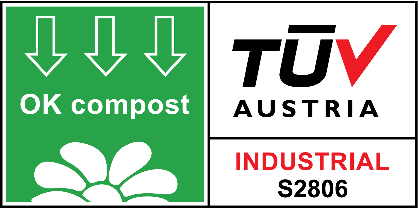 OK compost
TÜV
AUSTRIA
INDUSTRIAL
S2806